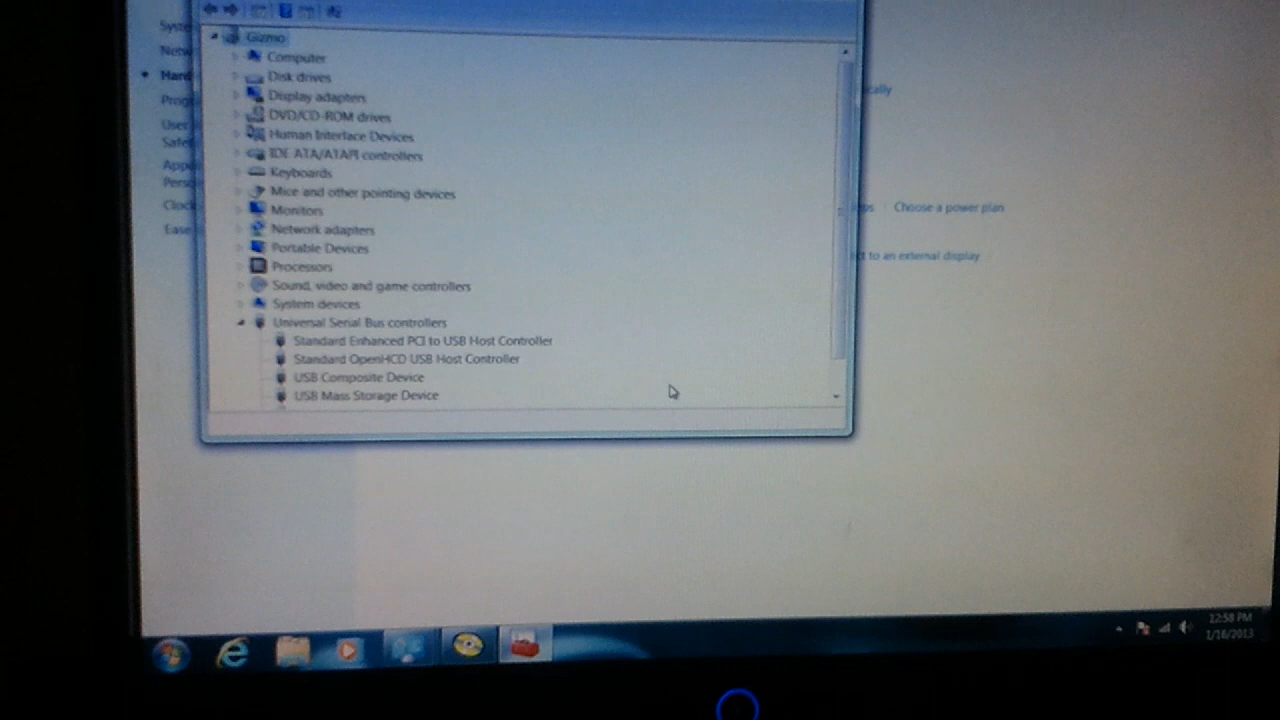 Gizmo
Computer
Disk drives
Display adapters
DVD/CD-ROM drives
Human Interface Devices
IDE ATA/ATAPI controllers
Keyboards
Mice and other pointing devices
Monitors
Network adapters
Portable Devices
Processors
Sound, video and game controllers
System devices
Universal Serial Bus controllers
Standard Enhanced PCI to USB Host Controller
Standard OpenHCD USB Host Controller
USB Composite Device
USB Mass Storage Device
Syste
Netw
Hard
Progr
User
Safet
Appe
Perso
Clock
Ease
cally
Choose a power plan
ct to an external display
12:58 PM
1/16/2013